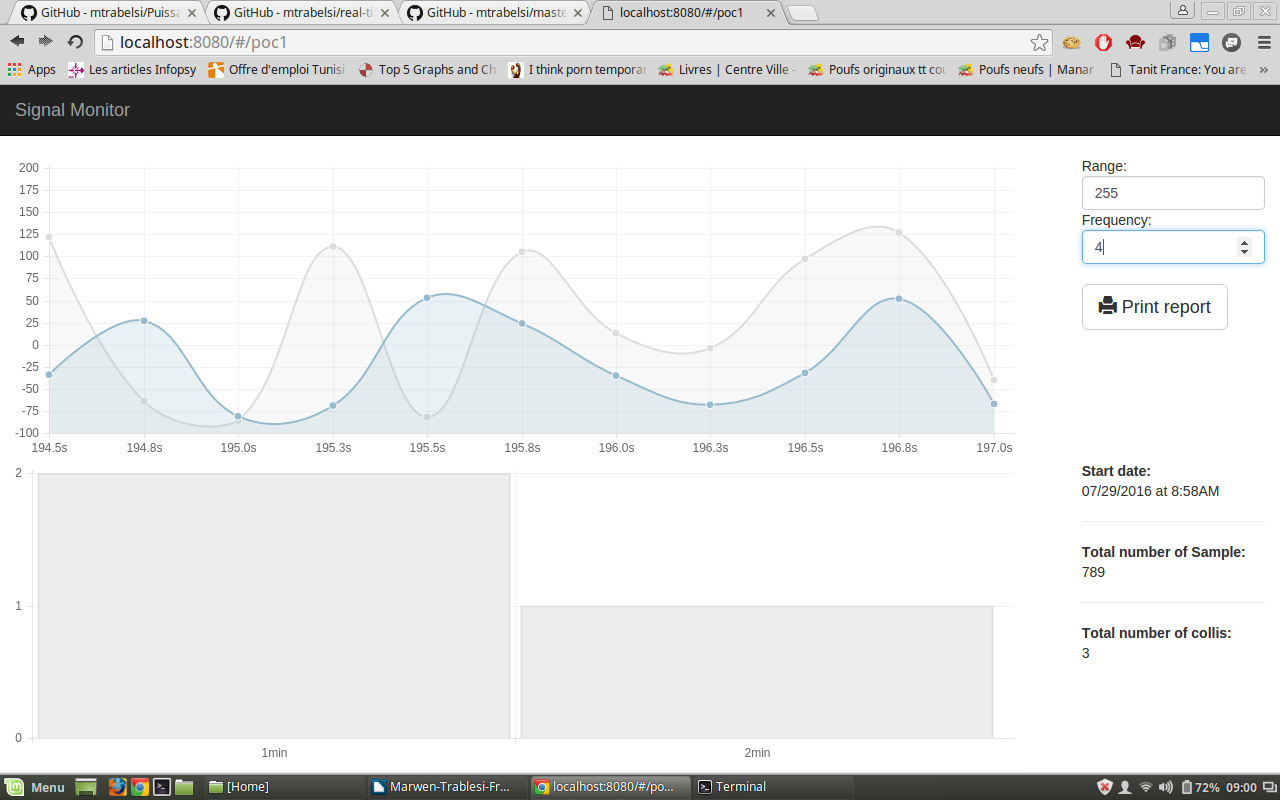 GitHub - mtrabelsi/Puissa
GitHub - mtrabelsi/real-ti
GitHub - mtrabelsi/maste
localhost:8080/#/poc1
localhost:8080/#/poc1
Apps
Les articles Infopsy
Offre d'emploi Tunisi
Top 5 Graphs and Ch
I think porn temporar
Livres | Centre Ville -
Poufs originaux tt cou
Poufs neufs | Manar
Tanit France: You are
»
Signal Monitor
200
175
150
125
100
75
50
25
0
-25
-50
-75
-100
194.5s 194.8s 195.0s 195.3s 195.5s 195.8s 196.0s 196.3s 196.5s 196.8s 197.0s
2
1
0
1min 2min
Range:
255
Frequency:
4
Print report
Start date:
07/29/2016 at 8:58AM
Total number of Sample:
789
Total number of collis:
3
Menu
[Home]
Marwen-Trablesi-Fr...
localhost:8080/#/po...
Terminal
72%
09:00